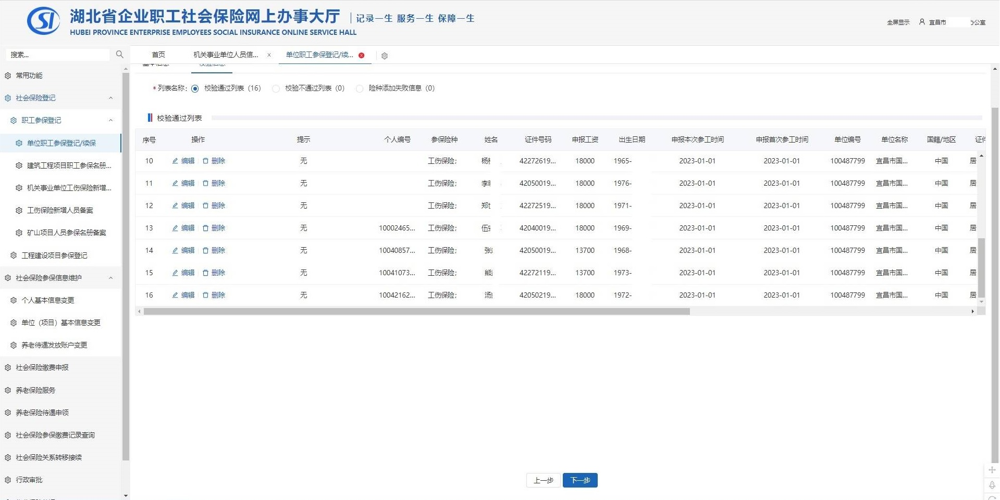 湖北省企业职工社会保险网上办事大厅 记录一生 服务一生 保障一生
HUBEI PROVINCE ENTERPRISE EMPLOYEES SOCIAL INSURANCE ONLINE SERVICE HALL
全屏显示 宜昌市 办公室
搜索...
首页 机关事业单位人员信... × 单位职工参保登记/续...
常用功能
社会保险登记
职工参保登记
单位职工参保登记/续保
建筑工程项目职工参保名册...
机关事业单位工伤保险新增...
工伤保险新增人员备案
矿山项目人员参保名册备案
工程建设项目参保登记
社会保险参保信息维护
个人基本信息变更
单位（项目）基本信息变更
养老待遇发放账户变更
社会保险缴费申报
养老保险服务
养老保险待遇申领
社会保险参保缴费记录查询
社会保险关系转移接续
行政审批
基本信息 校验信息
*列表名称: 校验通过列表（16） 校验不通过列表（0） 险种添加失败信息（0）
校验通过列表
序号 操作 提示 个人编号 参保险种 姓名 证件号码 申报工资 出生日期 申报本次参工时间 申报首次参工时间 单位编号 单位名称 国籍/地区 证件
10 编辑 删除 无 工伤保险; 杨 42272619... 18000 1965- 2023-01-01 2023-01-01 100487799 宜昌市国... 中国 居
11 编辑 删除 无 工伤保险; 李 42050019... 18000 1976- 2023-01-01 2023-01-01 100487799 宜昌市国... 中国 居
12 编辑 删除 无 工伤保险; 郑 42272519... 18000 1971- 2023-01-01 2023-01-01 100487799 宜昌市国... 中国 居
13 编辑 删除 无 10002465... 工伤保险; 伍 42040019... 18000 1969- 2023-01-01 2023-01-01 100487799 宜昌市国... 中国 居
14 编辑 删除 无 10040857... 工伤保险; 张 42050019... 13700 1968- 2023-01-01 2023-01-01 100487799 宜昌市国... 中国 居
15 编辑 删除 无 10041073... 工伤保险; 熊 42272119... 13700 1973- 2023-01-01 2023-01-01 100487799 宜昌市国... 中国 居
16 编辑 删除 无 10042162... 工伤保险; 汤 42050219... 18000 1972- 2023-01-01 2023-01-01 100487799 宜昌市国... 中国 居
上一步 下一步